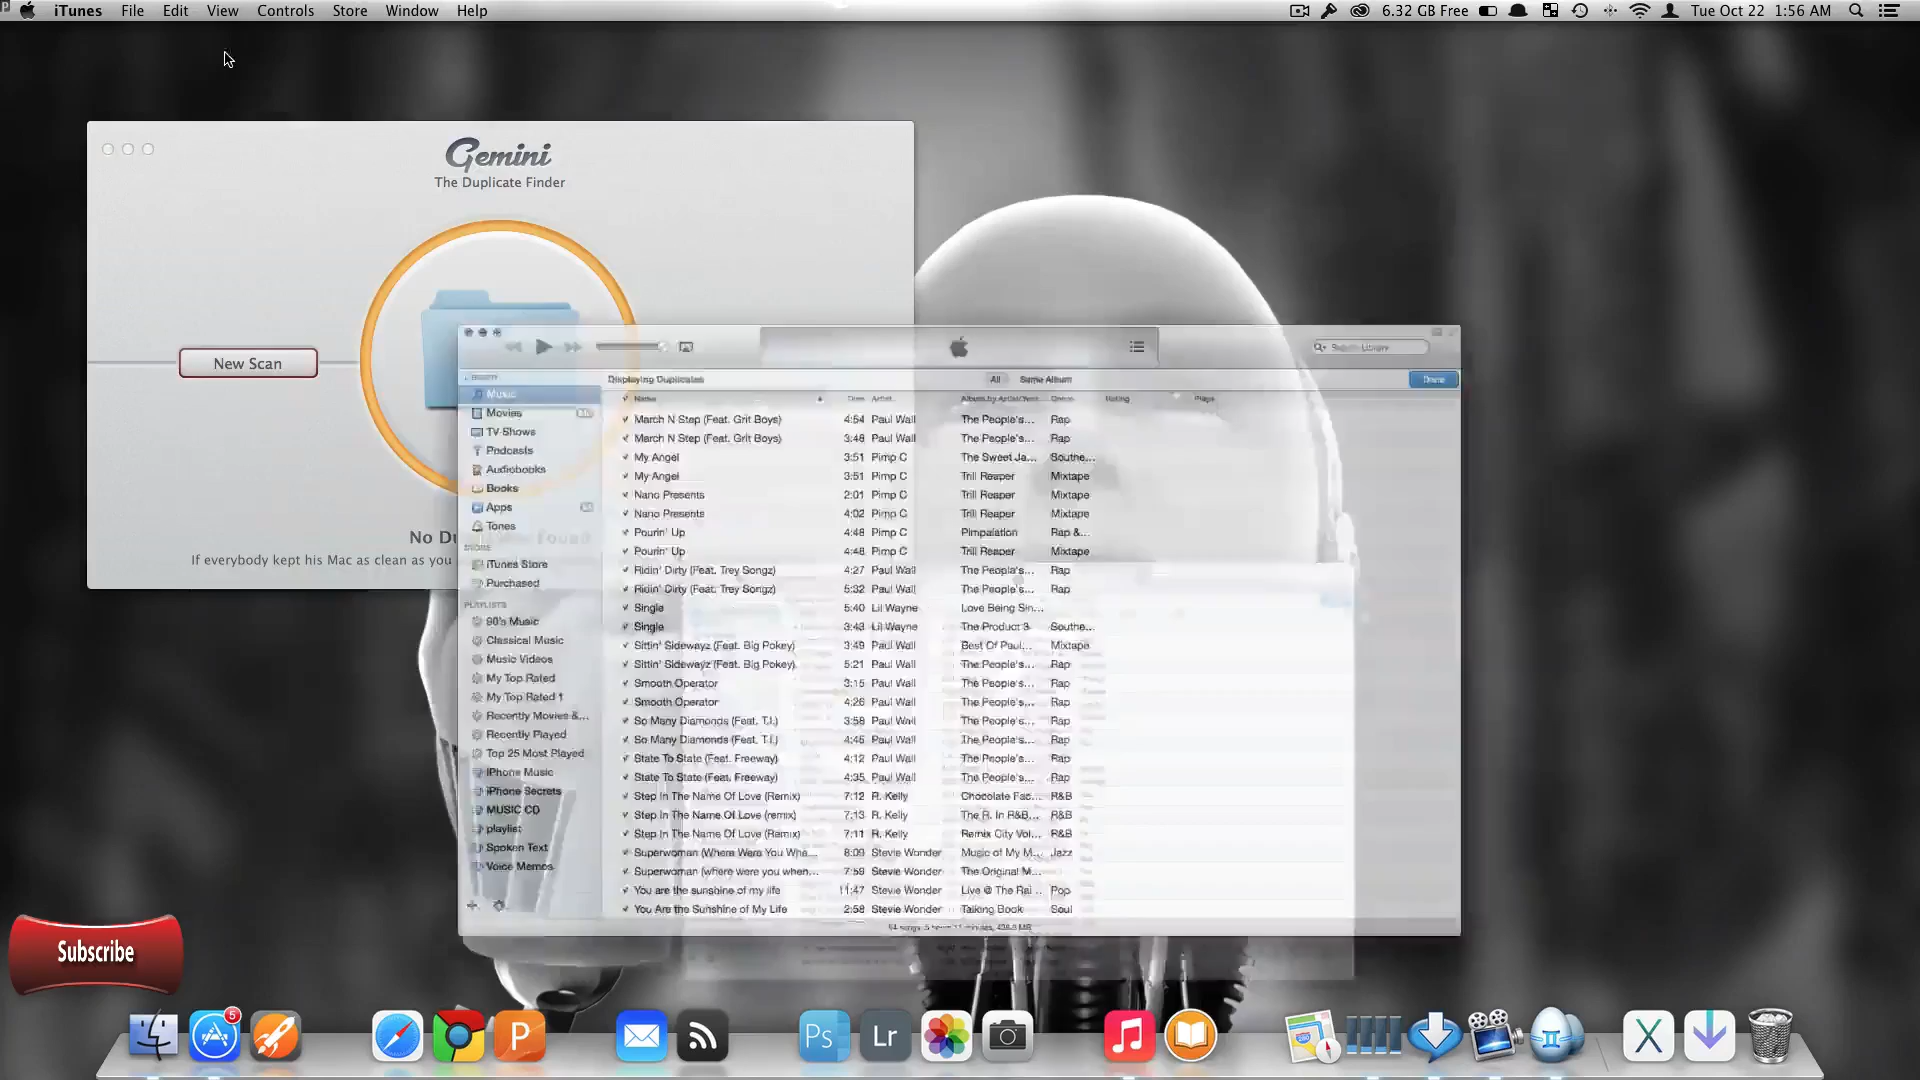 iTunes File Edit View Controls Store Window Help 6.32 GB Free Tue Oct 22 1:56 AM
Gemini
The Duplicate Finder
New Scan
No Du
If everybody kept his Mac as clean as you
Displaying Duplicates All Same Album Done
Name Artist Plays
Music
Movies
TV Shows
Podcasts
Audiobooks
Books
Apps
Tones
iTunes Store
Purchased
PLAYLISTS
90's Music
Classical Music
Music Videos
My Top Rated
My Top Rated 1
Recently Movies &...
Recently Played
Top 25 Most Played
iPhone Music
iPhone Secrets
MUSIC CD
playlist
Spoken Text
Voice Memos
March N Step (Feat. Grit Boys) 4:54 Paul Wall The People's... Rap
March N Step (Feat. Grit Boys) 3:46 Paul Wall The People's... Rap
My Angel 3:51 Pimp C The Sweet Ja... Southe...
My Angel 3:51 Pimp C Trill Reaper Mixtape
Nano Presents 2:01 Pimp C Trill Reaper Mixtape
Nano Presents 4:02 Pimp C Trill Reaper Mixtape
Pourin' Up 4:48 Pimp C Pimpalation Rap &...
Pourin' Up 4:48 Pimp C Trill Reaper Mixtape
Ridin' Dirty (Feat. Trey Songz) 4:27 Paul Wall The People's... Rap
Ridin' Dirty (Feat. Trey Songz) 5:32 Paul Wall The People's... Rap
Single 5:40 Lil Wayne Love Being Sin...
Single 3:43 Lil Wayne The Product 3 Southe...
Sittin' Sidewayz (Feat. Big Pokey) 3:49 Paul Wall Best Of Paul... Mixtape
Sittin' Sidewayz (Feat. Big Pokey) 5:21 Paul Wall The People's... Rap
Smooth Operator 3:15 Paul Wall The People's... Rap
Smooth Operator 4:26 Paul Wall The People's... Rap
So Many Diamonds (Feat. T.I.) 3:58 Paul Wall The People's... Rap
So Many Diamonds (Feat. T.I.) 4:45 Paul Wall The People's... Rap
State To State (Feat. Freeway) 4:12 Paul Wall The People's... Rap
State To State (Feat. Freeway) 4:35 Paul Wall The People's... Rap
Step In The Name Of Love (Remix) 7:12 R. Kelly Chocolate Fac... R&B
Step In The Name Of Love (remix) 7:13 R. Kelly The R. In R&B... R&B
Step In The Name Of Love (Remix) 7:11 R. Kelly Remix City Vol... R&B
Superwoman (Where Were You Whe... 8:09 Stevie Wonder Music of My M... Jazz
Superwoman (where were you when... 7:59 Stevie Wonder The Original M...
You are the sunshine of my life 11:47 Stevie Wonder Live @ The Rai... Pop
You Are the Sunshine of My Life 2:58 Stevie Wonder Talking Book Soul
Subscribe
5
P Ps Lr X